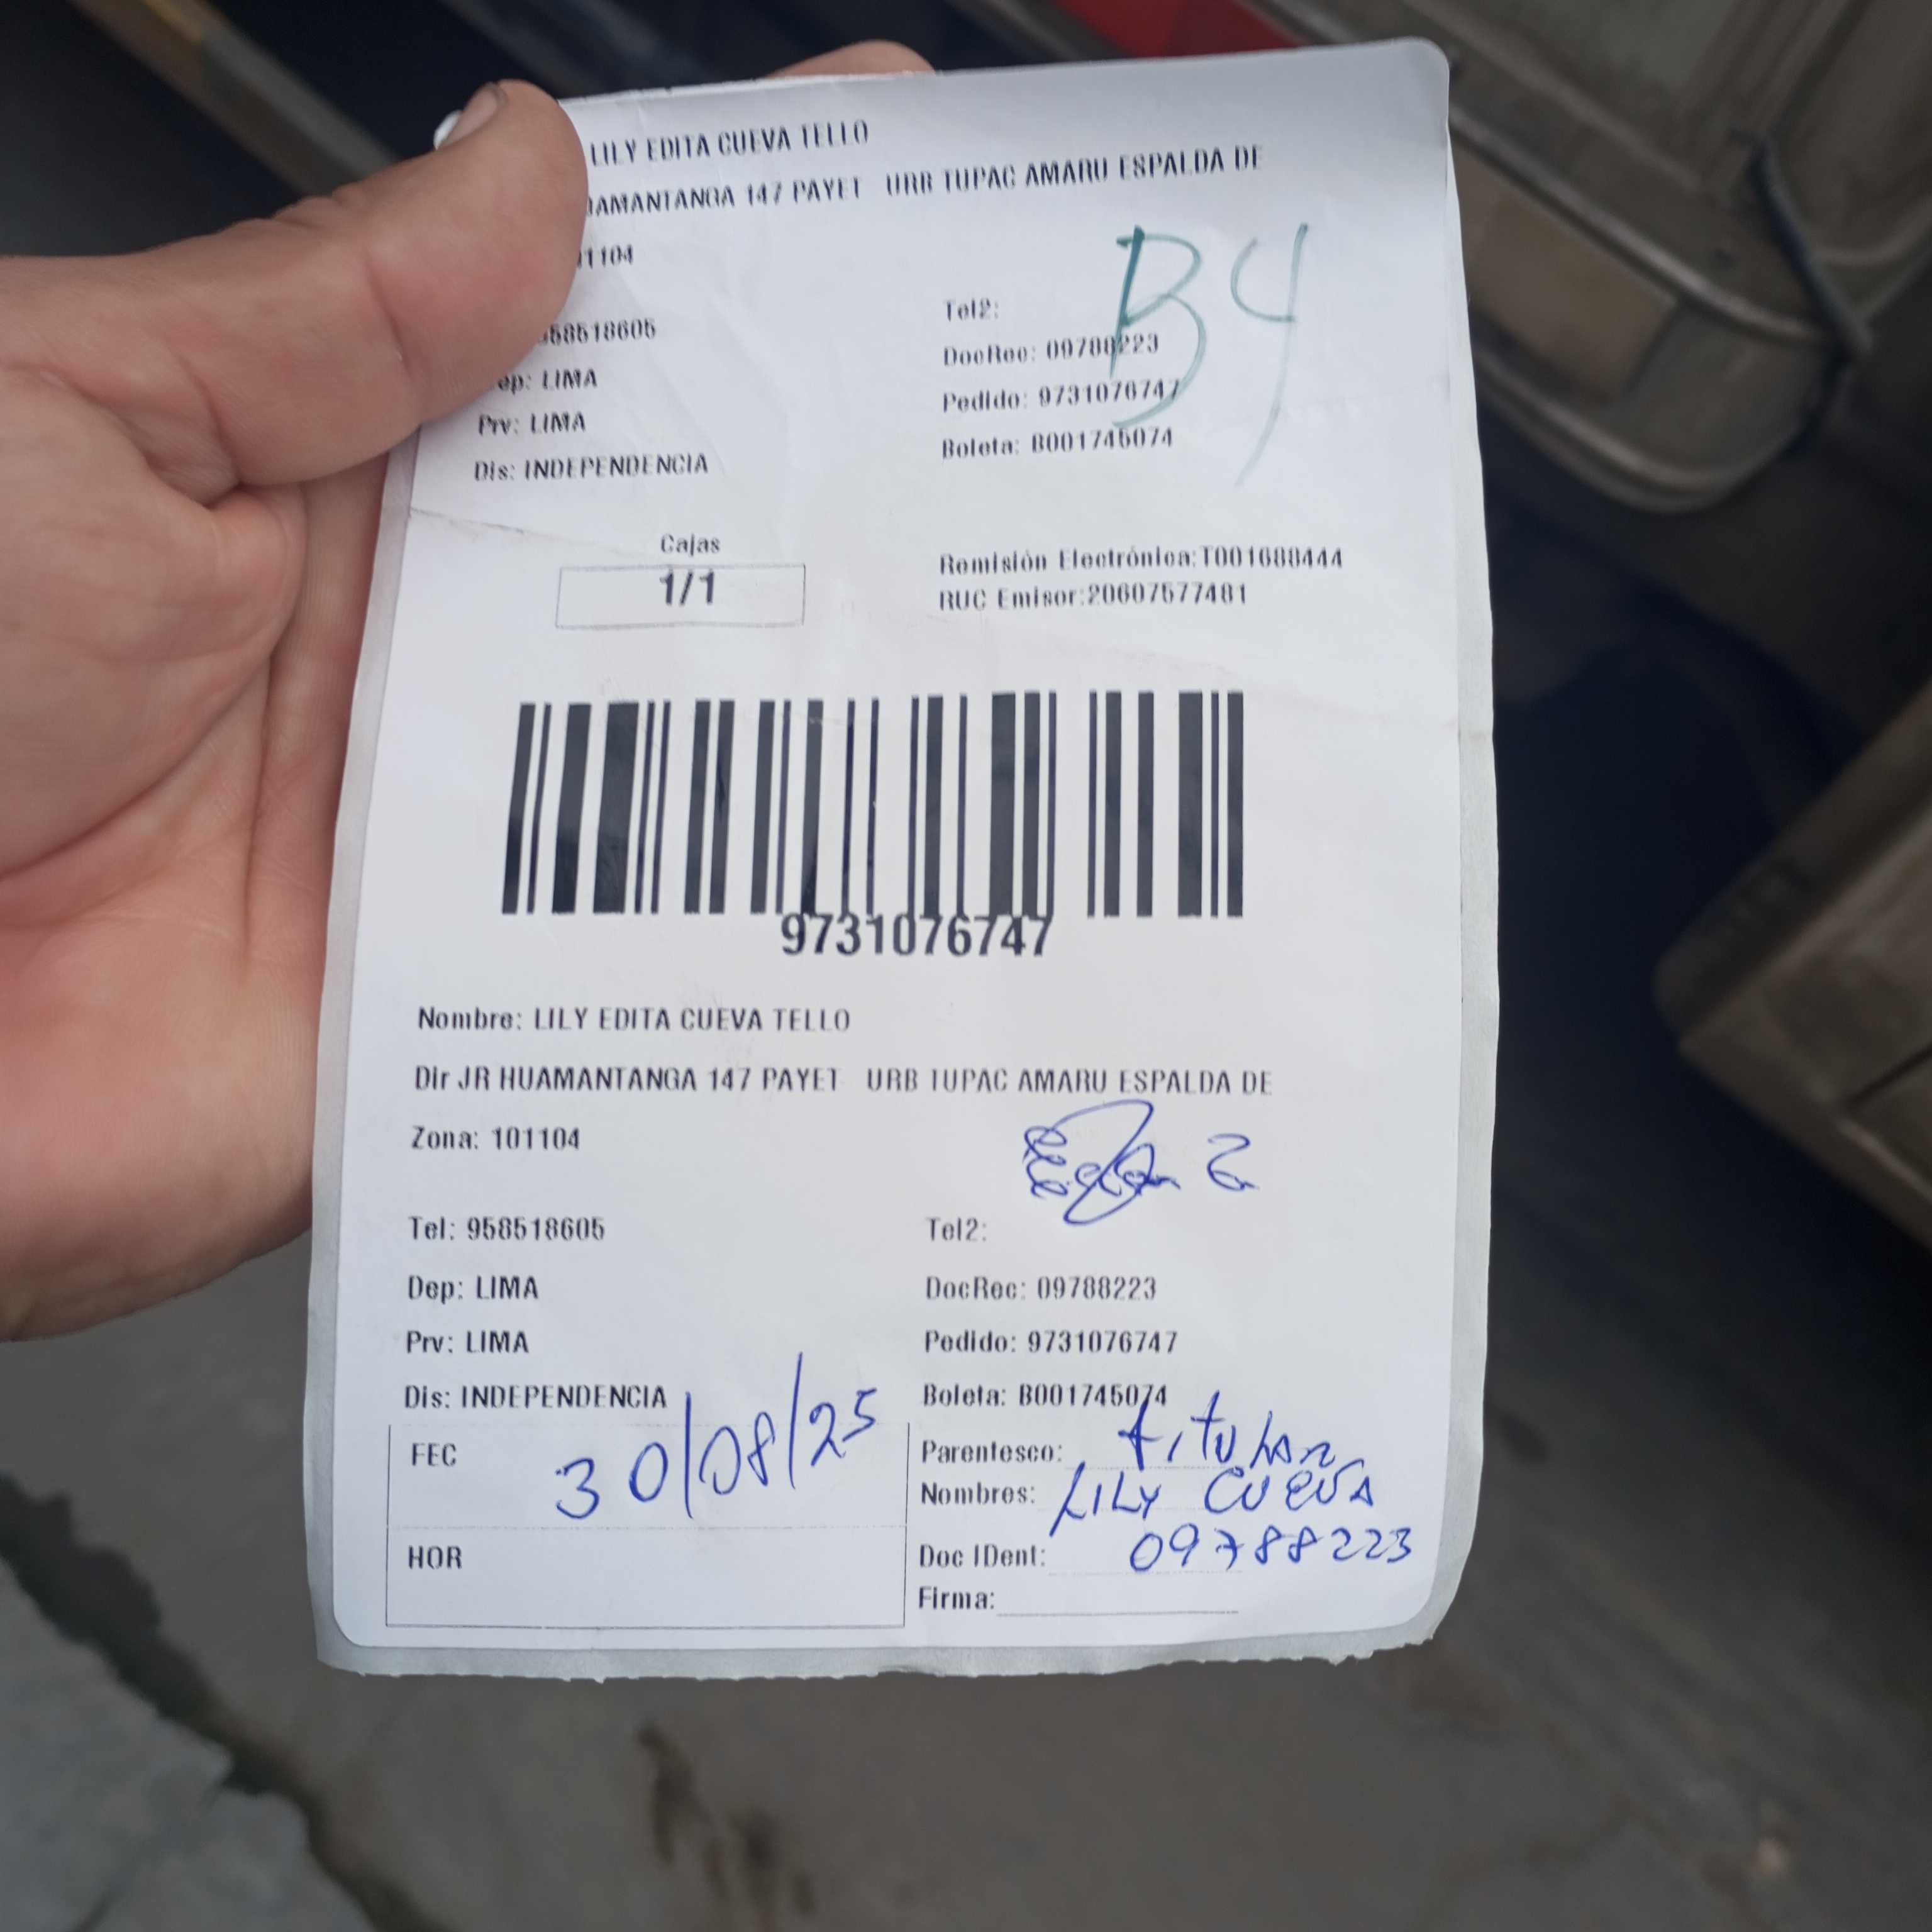 LILY EDITA CUEVA TELLO
UAMANTANGA 147 PAYET URB TUPAC AMARU ESPALDA DE
1104
B4
58518605
Tel2:
ep: LIMA
DocRec: 09788223
Prv: LIMA
Pedido: 9731076747
Dis: INDEPENDENCIA
Boleta: B001745074
Cajas
1/1
Remisión Electrónica:T001688444
RUC Emisor:20607577481
9731076747
Nombre: LILY EDITA CUEVA TELLO
Dir JR HUAMANTANGA 147 PAYET URB TUPAC AMARU ESPALDA DE
Zona: 101104
Tel: 958518605
Tel2:
Dep: LIMA
DocRec: 09788223
Prv: LIMA
Pedido: 9731076747
Dis: INDEPENDENCIA
Boleta: B001745074
FEC 30/08/25
HOR
Parentesco: titular
Nombres: LILY CUEVA
Doc IDent: 09788223
Firma: